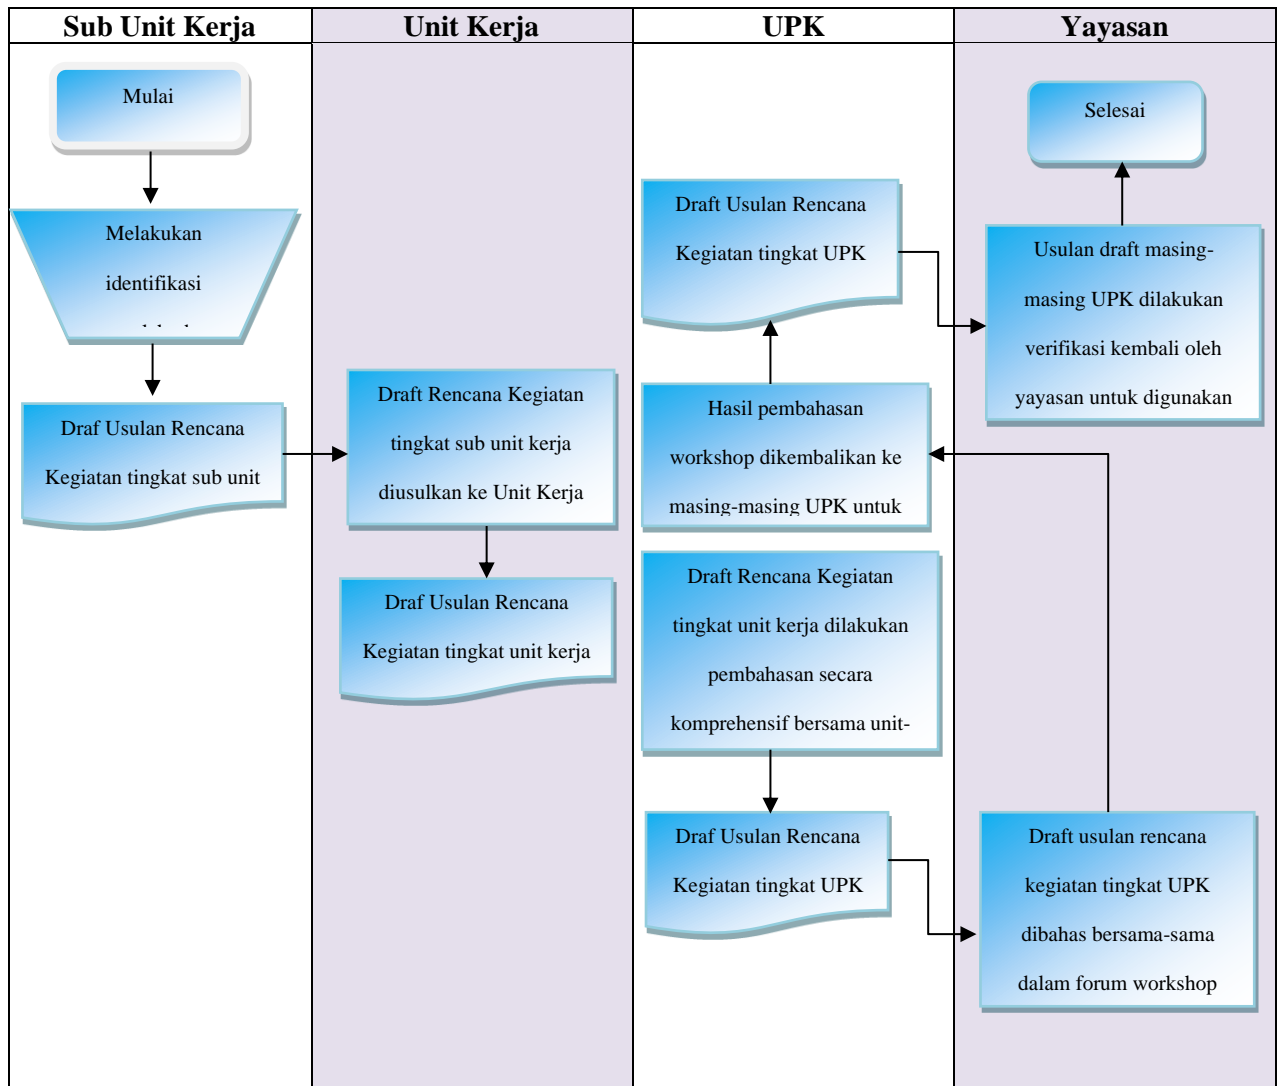 Sub Unit Kerja
Unit Kerja
UPK
Yayasan
Mulai
Melakukan
identifikasi
Draf Usulan Rencana
Kegiatan tingkat sub unit
Draft Rencana Kegiatan
tingkat sub unit kerja
diusulkan ke Unit Kerja
Draf Usulan Rencana
Kegiatan tingkat unit kerja
Draft Usulan Rencana
Kegiatan tingkat UPK
Hasil pembahasan
workshop dikembalikan ke
masing-masing UPK untuk
Draft Rencana Kegiatan
tingkat unit kerja dilakukan
pembahasan secara
komprehensif bersama unit-
Draf Usulan Rencana
Kegiatan tingkat UPK
Selesai
Usulan draft masing-
masing UPK dilakukan
verifikasi kembali oleh
yayasan untuk digunakan
Draft usulan rencana
kegiatan tingkat UPK
dibahas bersama-sama
dalam forum workshop